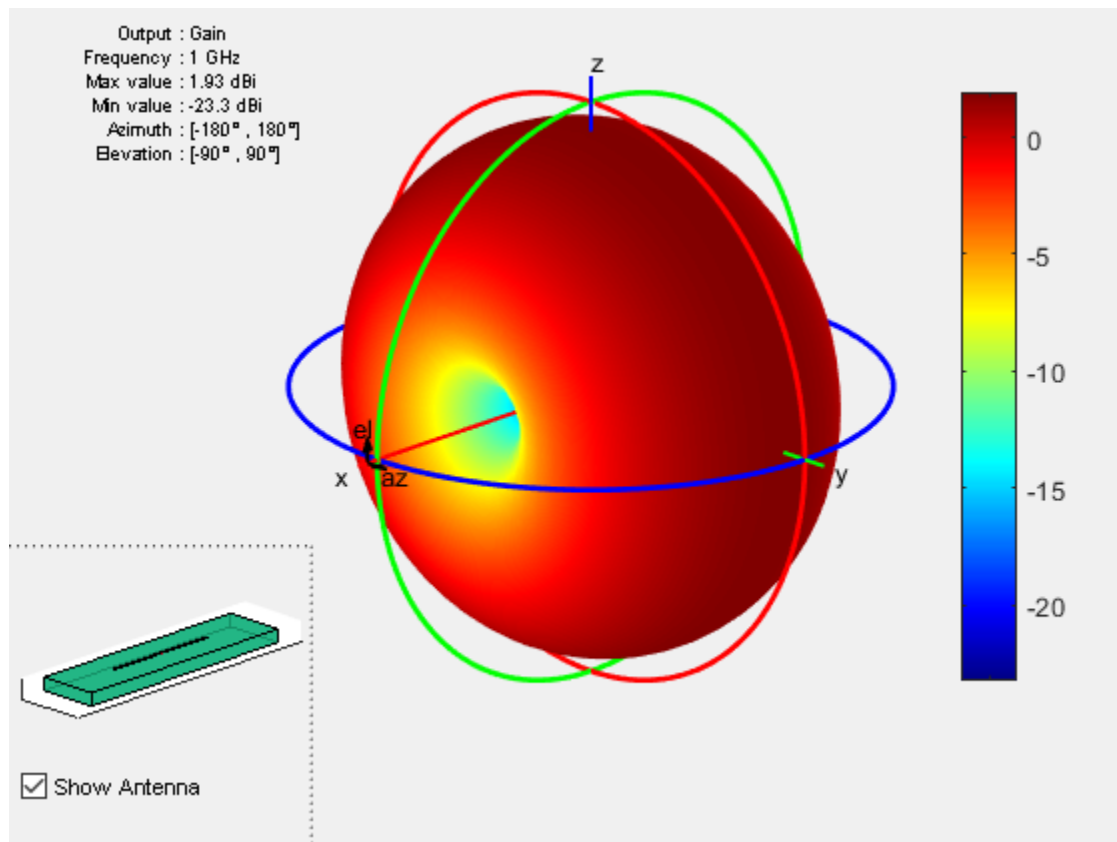 Output : Gain
Frequency : 1 GHz
Max value : 1.93 dBi
Min value : -23.3 dBi
Azimuth : [-180° , 180°]
Elevation : [-90° , 90°]
z
0
-5
-10
el
x
az
y
-15
-20
Show Antenna